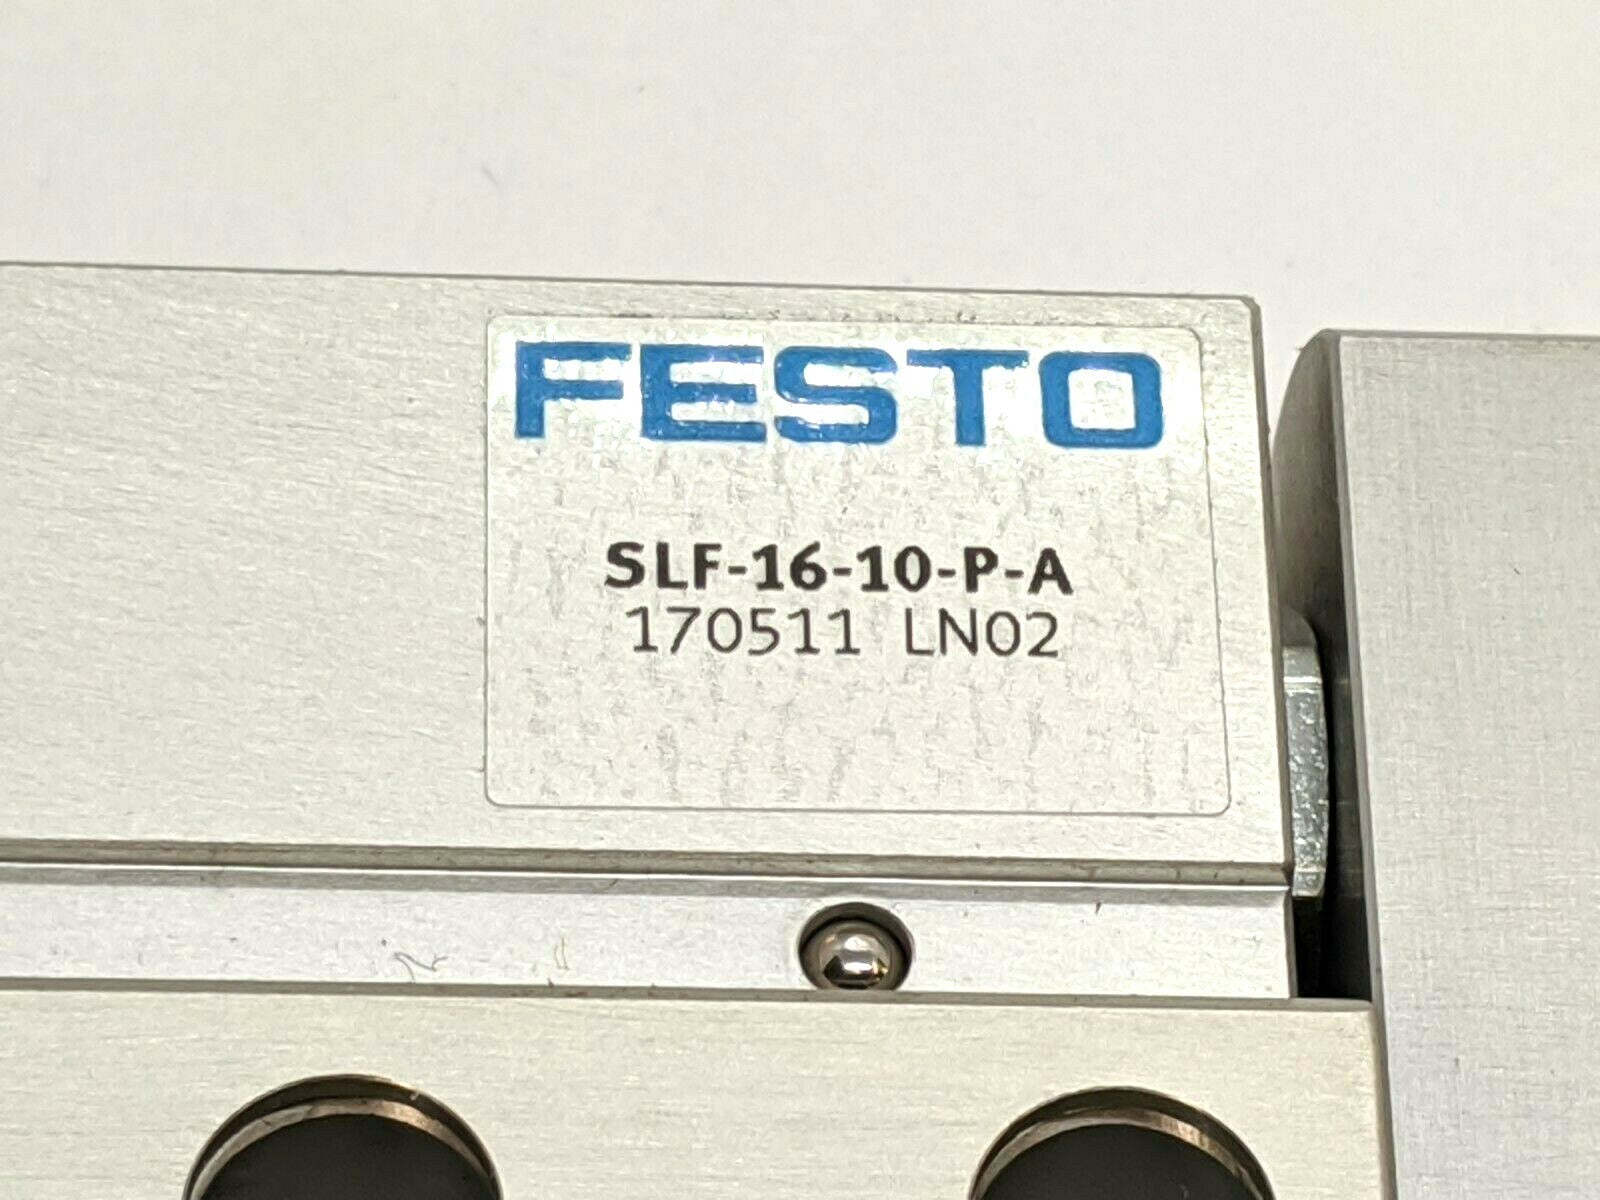 FESTO
SLF-16-10-P-A
170511 LN02